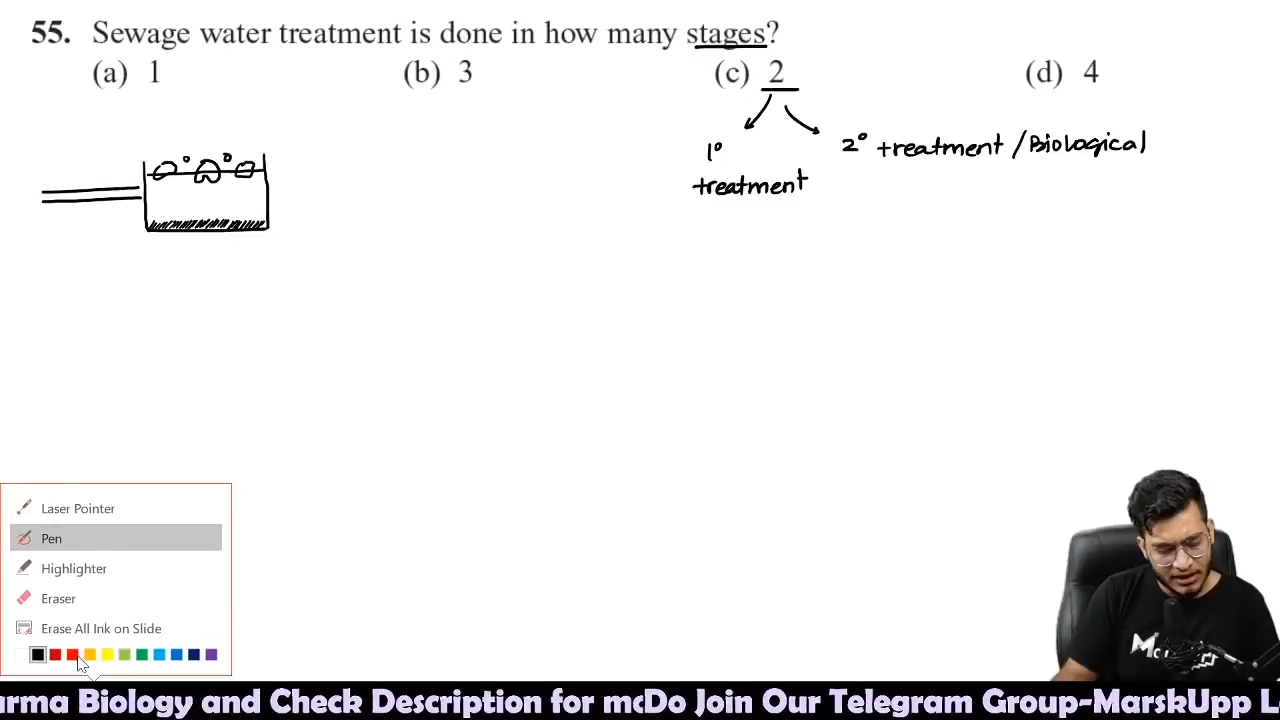 55. Sewage water treatment is done in how many stages?
(a) 1 (b) 3 (c) 2 (d) 4
1° 2° treatment / Biological
treatment
Laser Pointer
Pen
Highlighter
Eraser
Erase All Ink on Slide
arma Biology and Check Description for mcDo Join Our Telegram Group-MarskUpp L